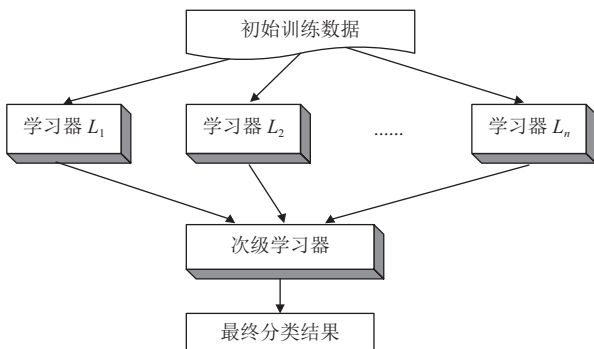 初始训练数据
学习器 L₁
学习器 L₂
......
学习器 Lₙ
次级学习器
最终分类结果